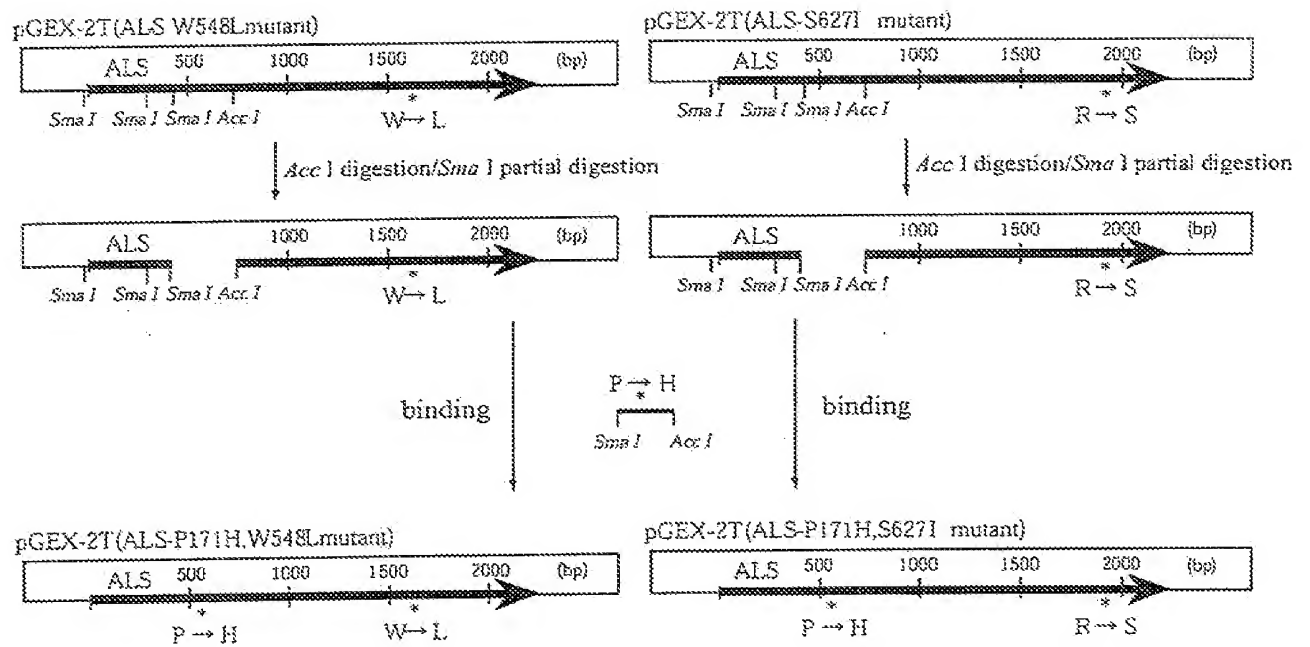 pGEX-2T(ALS W548Lmutant)
ALS 500 1000 1500 2000 (bp)
*
Sma I Sma I Sma I Acc I W→L
pGEX-2T(ALS-S627I mutant)
ALS 500 1000 1500 2000 (bp)
*
Sma I Sma I Sma I Acc I R→S
Acc I digestion/Sma I partial digestion
Acc I digestion/Sma I partial digestion
ALS 1000 1500 2000 (bp)
*
Sma I Sma I Sma I Acc I W→L
ALS 1000 1500 2000 (bp)
*
Sma I Sma I Sma I Acc I R→S
binding
P→H
*
Sma I Acc I
binding
pGEX-2T(ALS-P171H,W548Lmutant)
ALS 500 1000 1500 2000 (bp)
* *
P→H W→L
pGEX-2T(ALS-P171H,S627I mutant)
ALS 500 1000 1500 2000 (bp)
* *
P→H R→S